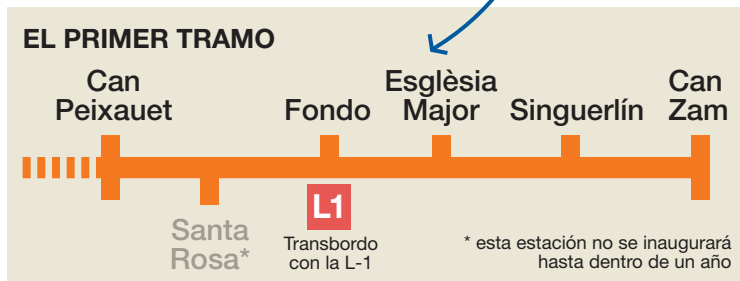 EL PRIMER TRAMO
Can
Peixauet
Fondo
Esglèsia
Major
Singuerlín
Can
Zam
Santa
Rosa*
L1
Transbordo
con la L-1
* esta estación no se inaugurará
hasta dentro de un año